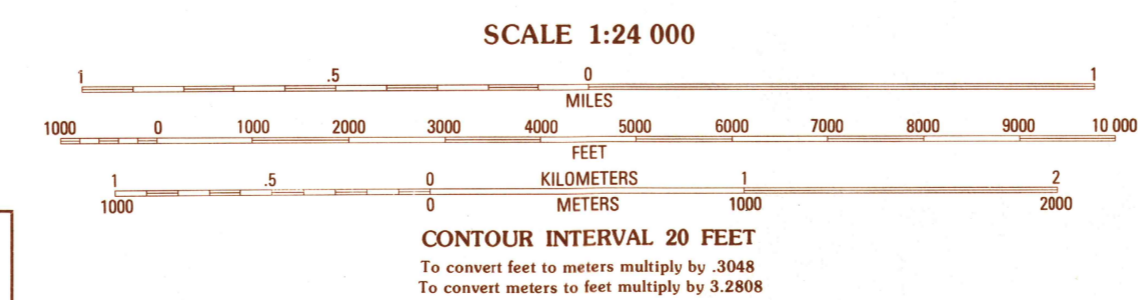 SCALE 1:24 000
1 .5 0 1
MILES
1000 0 1000 2000 3000 4000 5000 6000 7000 8000 9000 10 000
FEET
1 .5 0 KILOMETERS 1 2
1000 0 METERS 1000 2000
CONTOUR INTERVAL 20 FEET
To convert feet to meters multiply by .3048
To convert meters to feet multiply by 3.2808